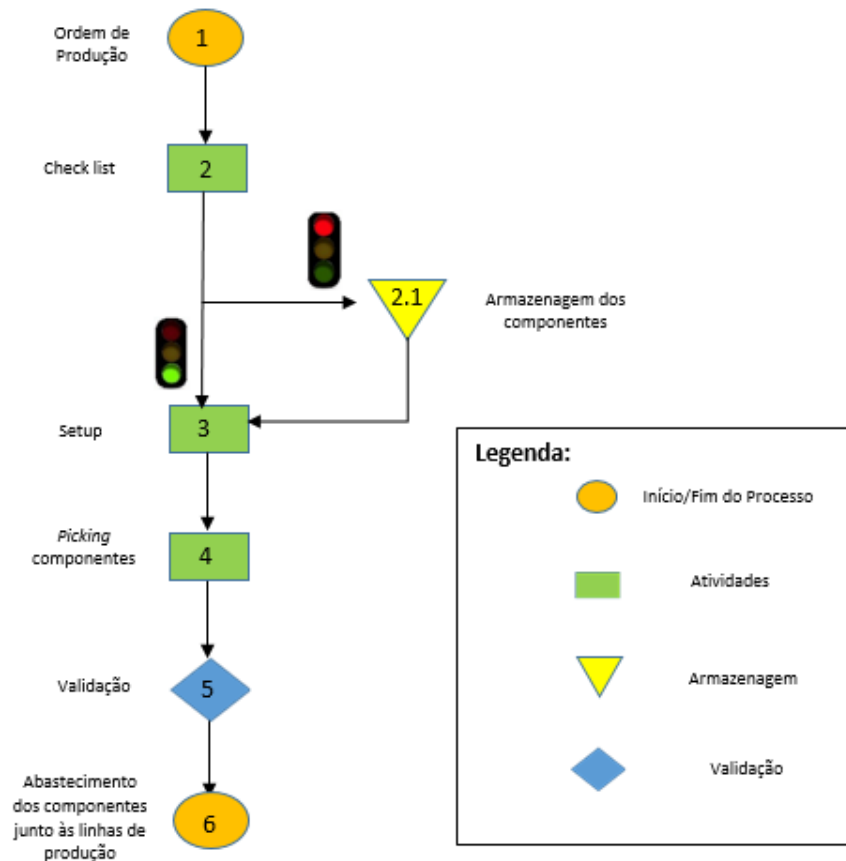 Ordem de
Produção
1
Check list
2
2.1
Armazenagem dos
componentes
Setup
3
Legenda:
Início/Fim do Processo
Picking
componentes
4
Atividades
Armazenagem
Validação
5
Validação
Abastecimento
dos componentes
junto às linhas de
produção
6